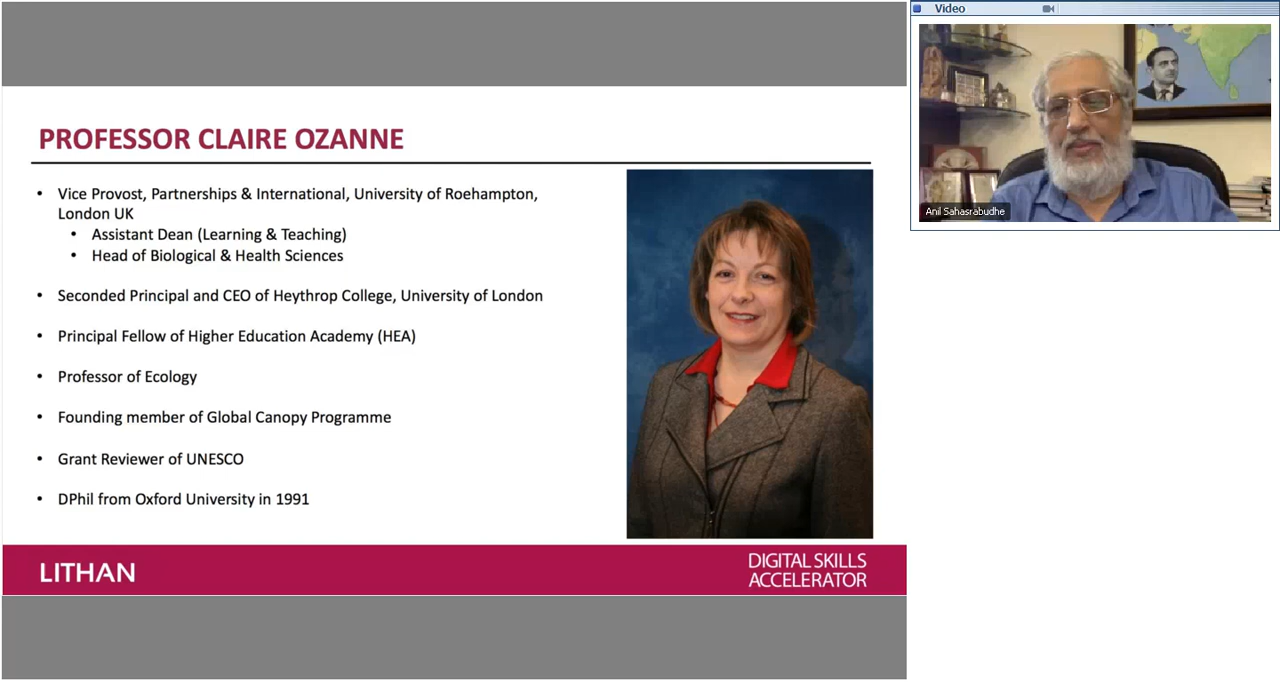 PROFESSOR CLAIRE OZANNE
• Vice Provost, Partnerships & International, University of Roehampton,
London UK
• Assistant Dean (Learning & Teaching)
• Head of Biological & Health Sciences
• Seconded Principal and CEO of Heythrop College, University of London
• Principal Fellow of Higher Education Academy (HEA)
• Professor of Ecology
• Founding member of Global Canopy Programme
• Grant Reviewer of UNESCO
• DPhil from Oxford University in 1991
LITHAN
DIGITAL SKILLS
ACCELERATOR
Video
Anil Sahasrabudhe